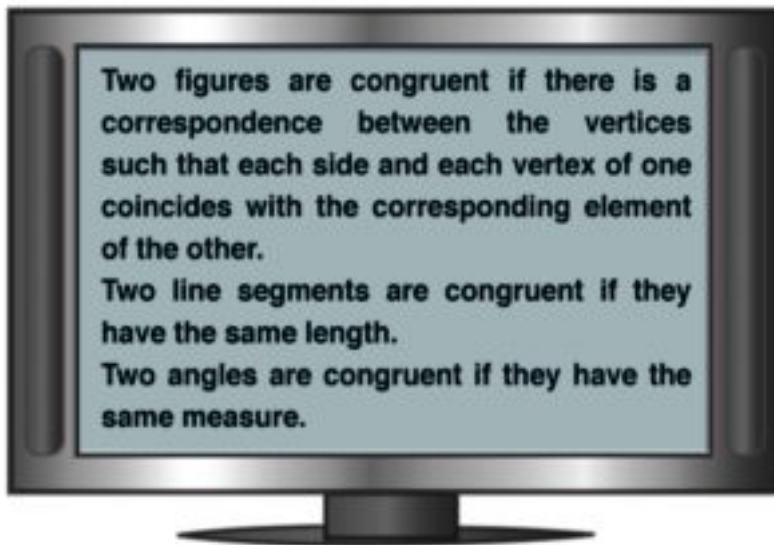 Two figures are congruent if there is a
correspondence between the vertices
such that each side and each vertex of one
coincides with the corresponding element
of the other.
Two line segments are congruent if they
have the same length.
Two angles are congruent if they have the
same measure.